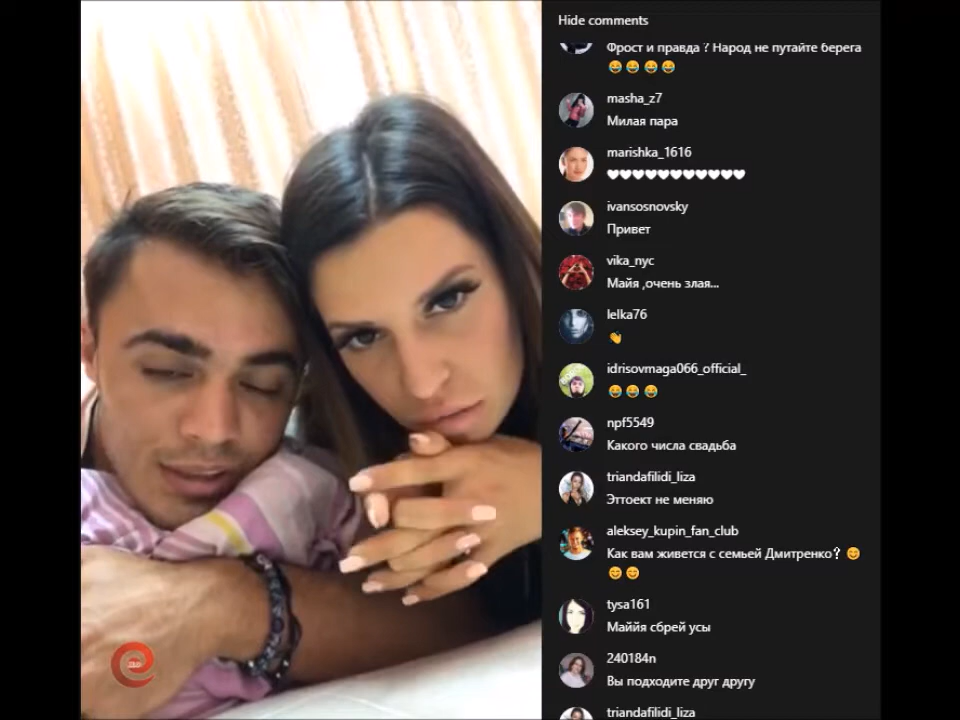 Hide comments
Фрост и правда ? Народ не путайте берега
😂😂😂😂
masha_z7
Милая пара
marishka_1616
🤍🤍🤍🤍🤍🤍🤍🤍🤍🤍🤍
ivansosnovsky
Привет
vika_nyc
Майя ,очень злая...
lelka76
👏
idrisovmaga066_official_
😂😂😂
npf5549
Какого числа свадьба
triandafilidi_liza
Эттоект не меняю
aleksey_kupin_fan_club
Как вам живется с семьей Дмитренко? 😊
😊😊
tysa161
Маййя сбрей усы
240184n
Вы подходите друг другу
triandafilidi_liza